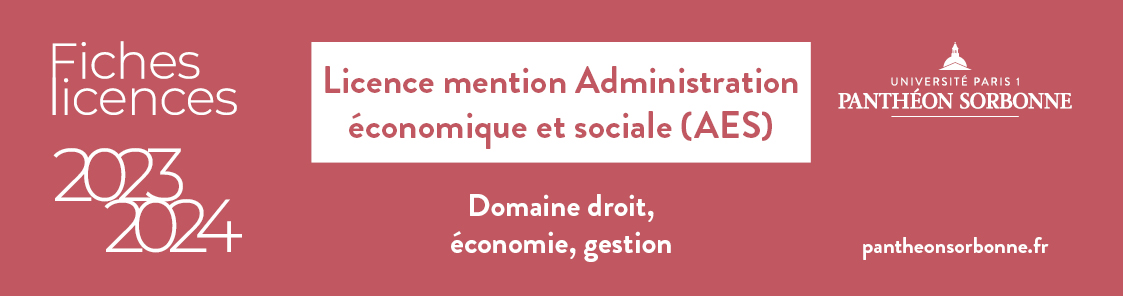 Fiches
licences
2023
2024
Licence mention Administration
économique et sociale (AES)
Domaine droit,
économie, gestion
UNIVERSITÉ PARIS 1
PANTHÉON SORBONNE
pantheonsorbonne.fr